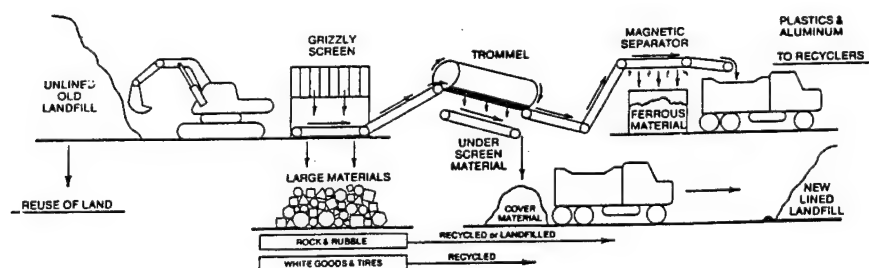 UNLINED
OLD
LANDFILL
REUSE OF LAND
GRIZZLY
SCREEN
LARGE MATERIALS
ROCK & RUBBLE
RECYCLED or LANDFILLED
WHITE GOODS & TIRES
RECYCLED
TROMMEL
UNDER
SCREEN
MATERIAL
COVER
MATERIAL
MAGNETIC
SEPARATOR
FERROUS
MATERIAL
PLASTICS &
ALUMINUM
TO RECYCLERS
NEW
LINED
LANDFILL